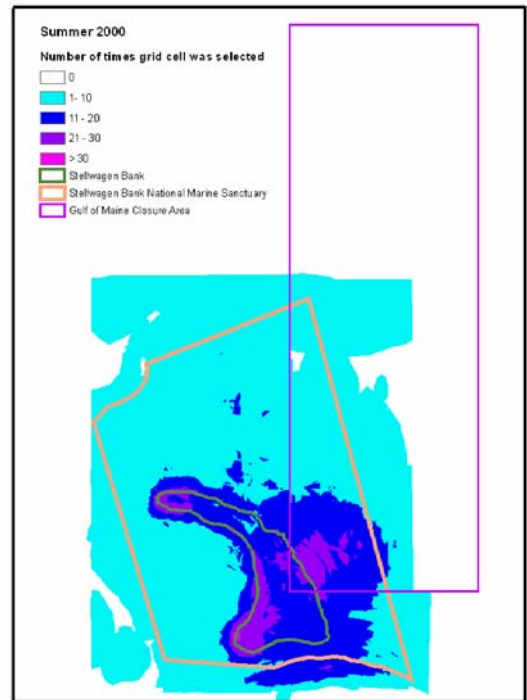 Summer 2000
Number of times grid cell was selected
0
1- 10
11 - 20
21 - 30
> 30
Stellwagen Bank
Stellwagen Bank National Marine Sanctuary
Gulf of Maine Closure Area